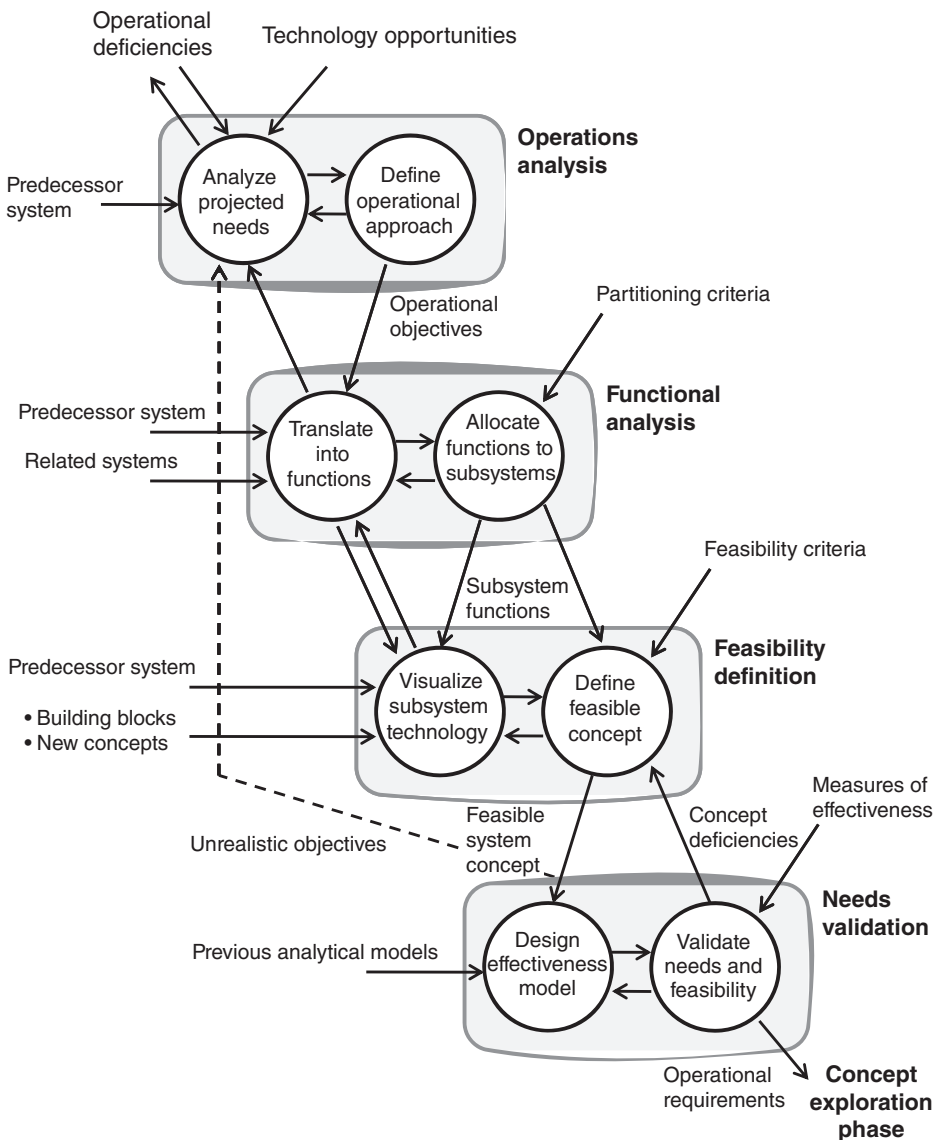 Operational
deficiencies
Technology opportunities
Operations
analysis
Predecessor
system
Analyze
projected
needs
Define
operational
approach
Operational
objectives
Partitioning criteria
Functional
analysis
Predecessor system
Related systems
Translate
into
functions
Allocate
functions to
subsystems
Feasibility criteria
Subsystem
functions
Feasibility
definition
Predecessor system
• Building blocks
• New concepts
Visualize
subsystem
technology
Define
feasible
concept
Measures of
effectiveness
Unrealistic objectives
Feasible
system
concept
Concept
deficiencies
Needs
validation
Previous analytical models
Design
effectiveness
model
Validate
needs and
feasibility
Operational
requirements
Concept
exploration
phase